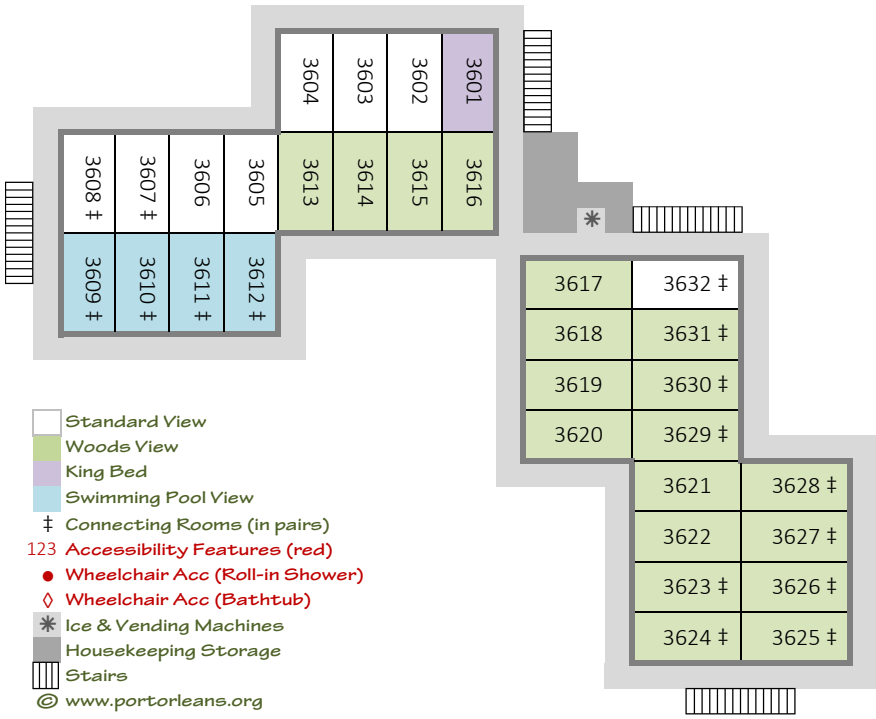 3604 3603 3602 3601
3613 3614 3615 3616
3608 ‡ 3607 ‡ 3606 3605
3609 ‡ 3610 ‡ 3611 ‡ 3612 ‡
3617 3632 ‡
3618 3631 ‡
3619 3630 ‡
3620 3629 ‡
3621 3628 ‡
3622 3627 ‡
3623 ‡ 3626 ‡
3624 ‡ 3625 ‡
Standard View
Woods View
King Bed
Swimming Pool View
‡ Connecting Rooms (in pairs)
123 Accessibility Features (red)
● Wheelchair Acc (Roll-in Shower)
◊ Wheelchair Acc (Bathtub)
Ice & Vending Machines
Housekeeping Storage
Stairs
© www.portorleans.org